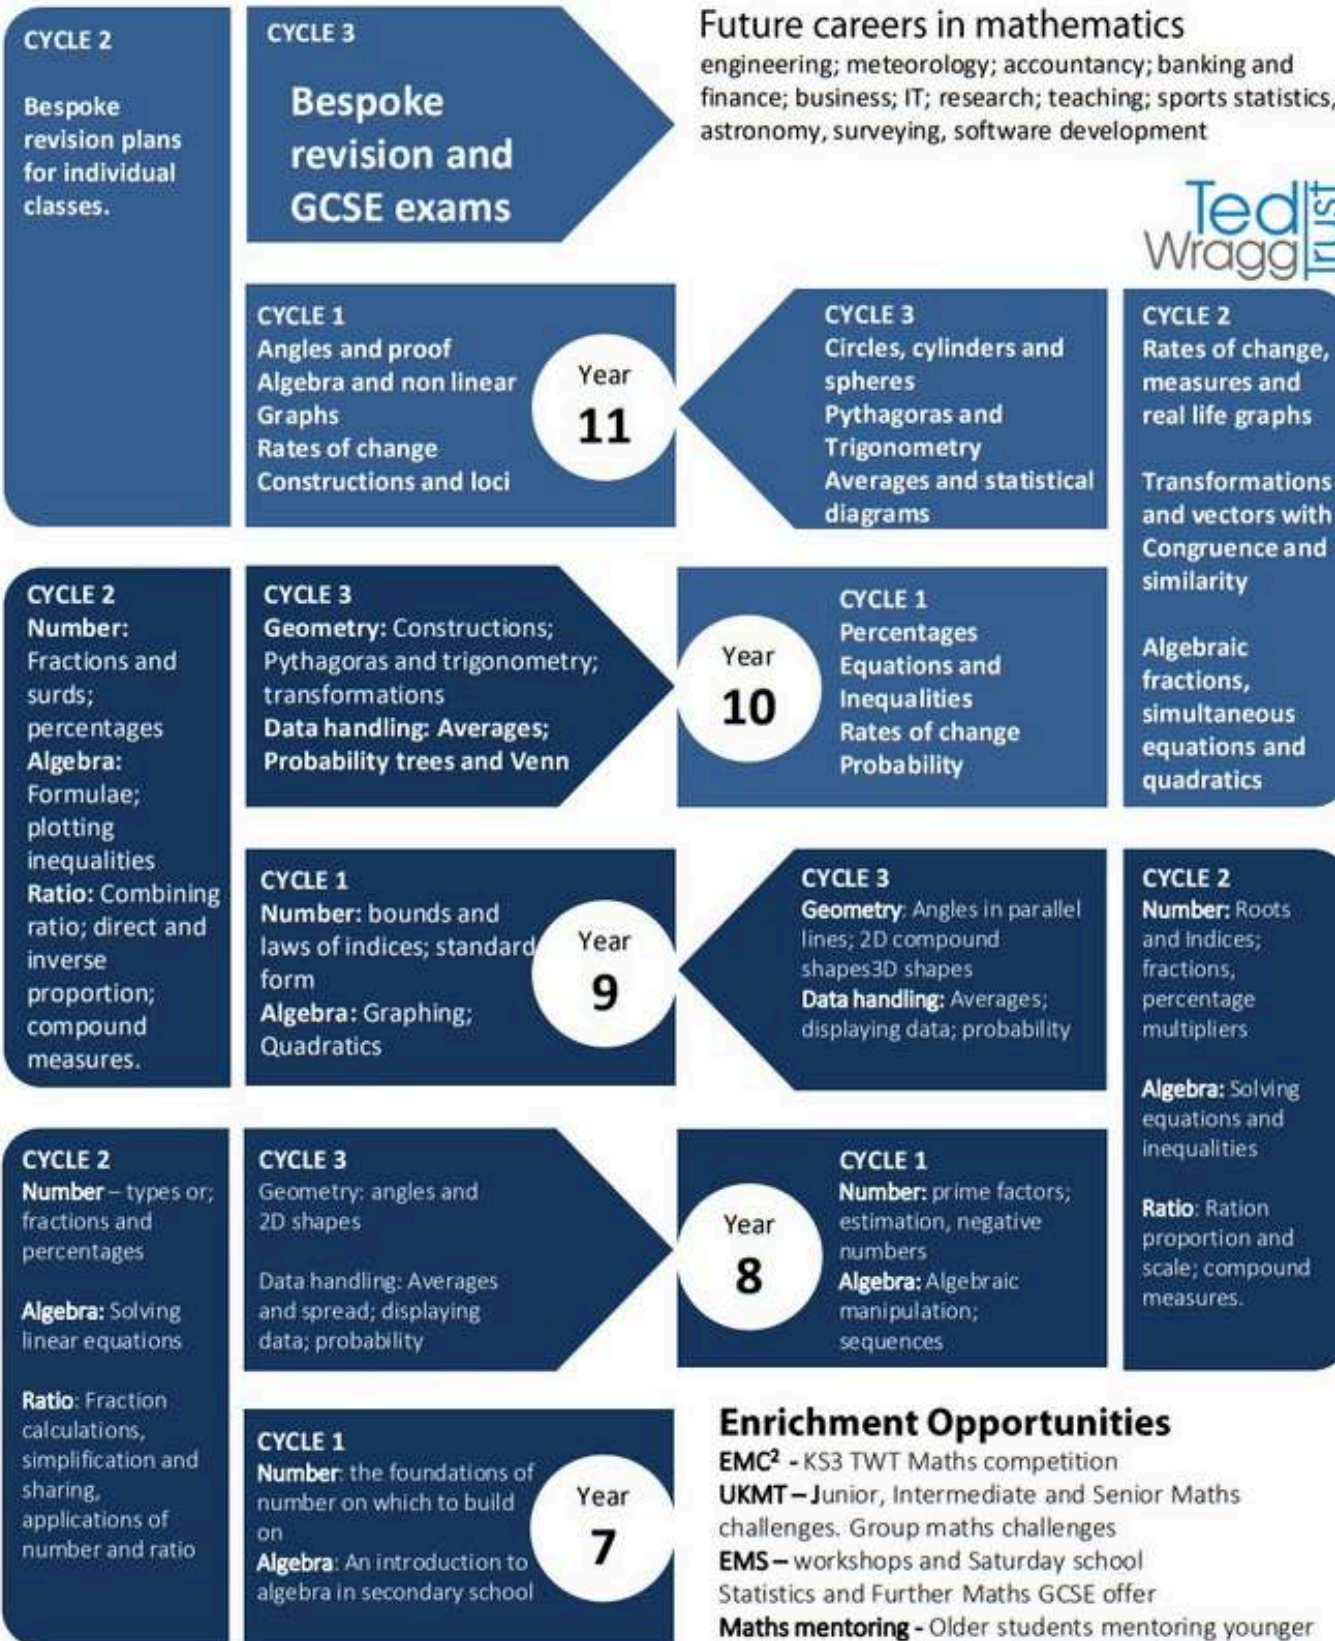 CYCLE 2
Bespoke
revision plans
for individual
classes.
CYCLE 3
Bespoke
revision and
GCSE exams
Future careers in mathematics
engineering; meteorology; accountancy; banking and
finance; business; IT; research; teaching; sports statistics,
astronomy, surveying, software development
Ted
Wragg
Trust
CYCLE 1
Angles and proof
Algebra and non linear
Graphs
Rates of change
Constructions and loci
Year
11
CYCLE 3
Circles, cylinders and
spheres
Pythagoras and
Trigonometry
Averages and statistical
diagrams
CYCLE 2
Rates of change,
measures and
real life graphs
Transformations
and vectors with
Congruence and
similarity
Algebraic
fractions,
simultaneous
equations and
quadratics
CYCLE 2
Number:
Fractions and
surds;
percentages
Algebra:
Formulae;
plotting
inequalities
Ratio: Combining
ratio; direct and
inverse
proportion;
compound
measures.
CYCLE 3
Geometry: Constructions;
Pythagoras and trigonometry;
transformations
Data handling: Averages;
Probability trees and Venn
Year
10
CYCLE 1
Percentages
Equations and
Inequalities
Rates of change
Probability
CYCLE 1
Number: bounds and
laws of indices; standard
form
Algebra: Graphing;
Quadratics
Year
9
CYCLE 3
Geometry: Angles in parallel
lines; 2D compound
shapes3D shapes
Data handling: Averages;
displaying data; probability
CYCLE 2
Number: Roots
and Indices;
fractions,
percentage
multipliers
Algebra: Solving
equations and
inequalities
Ratio: Ration
proportion and
scale; compound
measures.
CYCLE 2
Number – types or;
fractions and
percentages
Algebra: Solving
linear equations
Ratio: Fraction
calculations,
simplification and
sharing,
applications of
number and ratio
CYCLE 3
Geometry: angles and
2D shapes
Data handling: Averages
and spread; displaying
data; probability
Year
8
CYCLE 1
Number: prime factors;
estimation, negative
numbers
Algebra: Algebraic
manipulation;
sequences
CYCLE 1
Number: the foundations of
number on which to build
on
Algebra: An introduction to
algebra in secondary school
Year
7
Enrichment Opportunities
EMC² - KS3 TWT Maths competition
UKMT – Junior, Intermediate and Senior Maths
challenges. Group maths challenges
EMS – workshops and Saturday school
Statistics and Further Maths GCSE offer
Maths mentoring - Older students mentoring younger